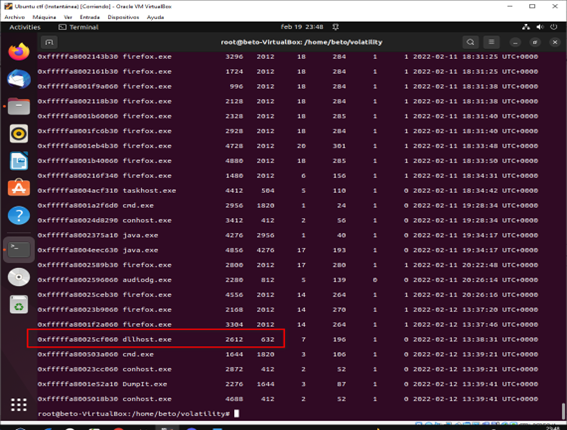 Ubuntu ctf (Instantánea) [Corriendo] - Oracle VM VirtualBox
Archivo Máquina Ver Entrada Dispositivos Ayuda
Activities Terminal feb 19 23:48
root@beto-VirtualBox: /home/beto/volatility
0xfffffa8002143b30 firefox.exe 3296 2012 18 284 1 1 2022-02-11 18:31:25 UTC+0000
0xfffffa8002161b30 firefox.exe 1724 2012 18 284 1 1 2022-02-11 18:31:25 UTC+0000
0xfffffa8001f9a060 firefox.exe 996 2012 18 284 1 1 2022-02-11 18:31:38 UTC+0000
0xfffffa8002118b30 firefox.exe 2128 2012 18 284 1 1 2022-02-11 18:31:38 UTC+0000
0xfffffa8001b60060 firefox.exe 2328 2012 18 285 1 1 2022-02-11 18:31:40 UTC+0000
0xfffffa8001fc6b30 firefox.exe 2928 2012 18 284 1 1 2022-02-11 18:31:40 UTC+0000
0xfffffa8001eb4b30 firefox.exe 4728 2012 20 301 1 1 2022-02-11 18:33:48 UTC+0000
0xfffffa8001b40060 firefox.exe 4880 2012 18 285 1 1 2022-02-11 18:33:50 UTC+0000
0xfffffa800216f340 firefox.exe 1480 2012 6 156 1 1 2022-02-11 18:34:31 UTC+0000
0xfffffa8004acf310 taskhost.exe 4412 504 5 110 1 0 2022-02-11 18:34:42 UTC+0000
0xfffffa8001a2f6d0 cmd.exe 2956 1820 1 24 1 0 2022-02-11 19:28:34 UTC+0000
0xfffffa80024d8290 conhost.exe 3412 412 2 56 1 0 2022-02-11 19:28:34 UTC+0000
0xfffffa8002375a10 java.exe 4276 2956 1 40 1 0 2022-02-11 19:34:17 UTC+0000
0xfffffa8004eec630 java.exe 4856 4276 17 193 1 0 2022-02-11 19:34:17 UTC+0000
0xfffffa8002589b30 firefox.exe 2800 2012 17 280 1 1 2022-02-11 20:22:48 UTC+0000
0xfffffa8002596060 audiodg.exe 2280 812 5 139 0 0 2022-02-11 20:26:14 UTC+0000
0xfffffa80025ceb30 firefox.exe 4556 2012 14 264 1 1 2022-02-11 20:26:16 UTC+0000
0xfffffa80023b9060 firefox.exe 2168 2012 14 270 1 1 2022-02-12 13:37:20 UTC+0000
0xfffffa8001f2a060 firefox.exe 3304 2012 14 264 1 1 2022-02-12 13:37:46 UTC+0000
0xfffffa80025cf060 dllhost.exe 2612 632 7 196 1 0 2022-02-12 13:38:31 UTC+0000
0xfffffa800503a060 cmd.exe 1644 1820 3 106 1 0 2022-02-12 13:39:21 UTC+0000
0xfffffa80023cc060 conhost.exe 2872 412 2 52 1 0 2022-02-12 13:39:21 UTC+0000
0xfffffa8001e52a10 DumpIt.exe 2276 1644 3 87 1 1 2022-02-12 13:39:41 UTC+0000
0xfffffa8005018b30 conhost.exe 4688 412 2 52 1 0 2022-02-12 13:39:41 UTC+0000
root@beto-VirtualBox:/home/beto/volatility#
23:48